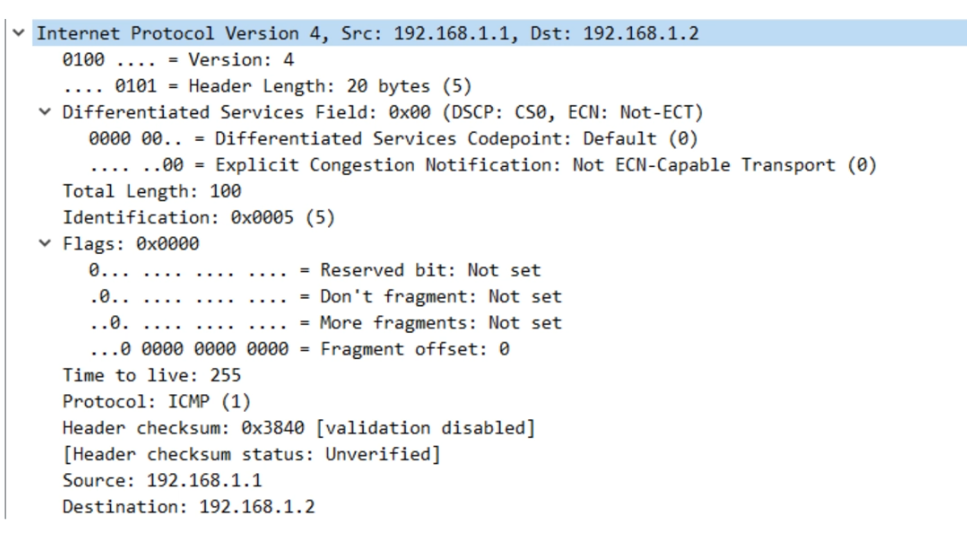 Internet Protocol Version 4, Src: 192.168.1.1, Dst: 192.168.1.2
0100 .... = Version: 4
.... 0101 = Header Length: 20 bytes (5)
Differentiated Services Field: 0x00 (DSCP: CS0, ECN: Not-ECT)
0000 00.. = Differentiated Services Codepoint: Default (0)
.... ..00 = Explicit Congestion Notification: Not ECN-Capable Transport (0)
Total Length: 100
Identification: 0x0005 (5)
Flags: 0x0000
0... .... .... .... = Reserved bit: Not set
.0.. .... .... .... = Don't fragment: Not set
..0. .... .... .... = More fragments: Not set
...0 0000 0000 0000 = Fragment offset: 0
Time to live: 255
Protocol: ICMP (1)
Header checksum: 0x3840 [validation disabled]
[Header checksum status: Unverified]
Source: 192.168.1.1
Destination: 192.168.1.2